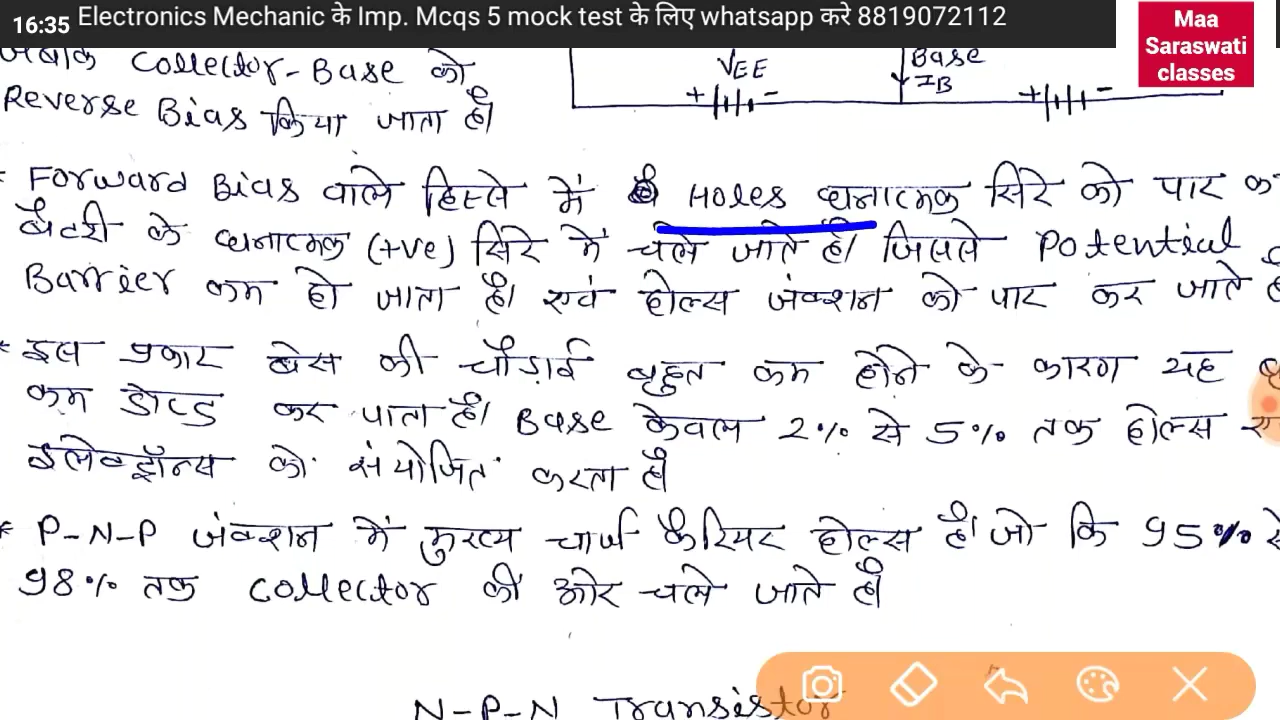 16:35 Electronics Mechanic के Imp. Mcqs 5 mock test के लिए whatsapp करे 8819072112
Maa
Saraswati
classes
जबकि Collector-Base को
Reverse Bias किया जाता है।
VEE
+ -
Base
IB
+ -
* Forward Bias वाले हिस्से में Holes धनात्मक सिरे को पार क
बैटरी के धनात्मक (+ve) सिरे में चले जाते है। जिससे Potential
Barrier कम हो जाता है। एवं होल्स जंक्शन को पार कर जाते है
* इस प्रकार बेस की चौड़ाई बहुत कम होने के कारण यह
कम डोप्ड कर पाता है। Base केवल 2% से 5% तक होल्स
इलेक्ट्रॉन्स को संयोजित करता है
* P-N-P जंक्शन में मुख्य चार्ज कैरियर होल्स है। जो कि 95% से
98% तक Collector की ओर चले जाते है
N-P-N Transistor